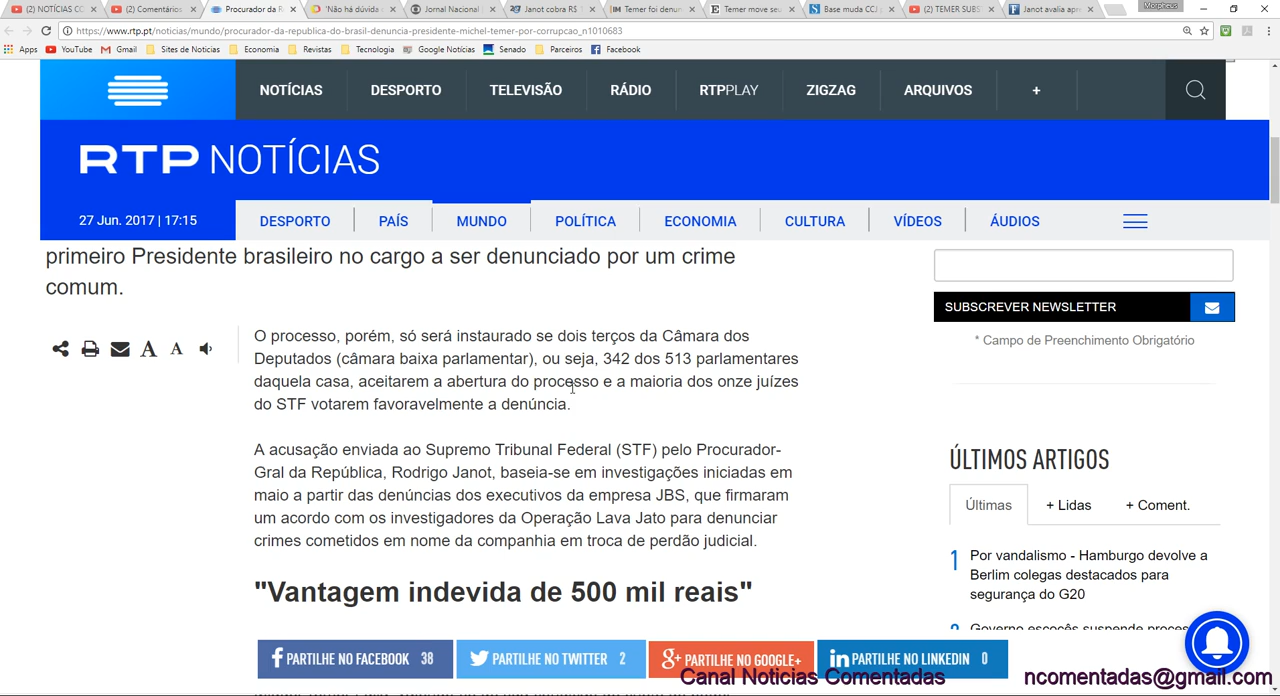 (2) NOTÍCIAS CO
(2) Comentários
Procurador da Re
'Não há dúvida d
Jornal Nacional |
Janot cobra R$
Temer foi denun
Temer move seu
Base muda CCJ
(2) TEMER SUBS
Janot avalia apre
Morpheus
https://www.rtp.pt/noticias/mundo/procurador-da-republica-do-brasil-denuncia-presidente-michel-temer-por-corrupcao_n1010683
Apps YouTube Gmail Sites de Noticias Economia Revistas Tecnologia Google Notícias Senado Parceiros Facebook
NOTÍCIAS DESPORTO TELEVISÃO RÁDIO RTPPLAY ZIGZAG ARQUIVOS +
RTP NOTÍCIAS
27 Jun. 2017 | 17:15
DESPORTO PAÍS MUNDO POLÍTICA ECONOMIA CULTURA VÍDEOS ÁUDIOS
primeiro Presidente brasileiro no cargo a ser denunciado por um crime
comum.
A A
O processo, porém, só será instaurado se dois terços da Câmara dos
Deputados (câmara baixa parlamentar), ou seja, 342 dos 513 parlamentares
daquela casa, aceitarem a abertura do processo e a maioria dos onze juízes
do STF votarem favoravelmente a denúncia.
A acusação enviada ao Supremo Tribunal Federal (STF) pelo Procurador-
Gral da República, Rodrigo Janot, baseia-se em investigações iniciadas em
maio a partir das denúncias dos executivos da empresa JBS, que firmaram
um acordo com os investigadores da Operação Lava Jato para denunciar
crimes cometidos em nome da companhia em troca de perdão judicial.
"Vantagem indevida de 500 mil reais"
PARTILHE NO FACEBOOK 38
PARTILHE NO TWITTER 2
PARTILHE NO GOOGLE+
PARTILHE NO LINKEDIN 0
SUBSCREVER NEWSLETTER
* Campo de Preenchimento Obrigatório
ÚLTIMOS ARTIGOS
Últimas + Lidas + Coment.
1 Por vandalismo - Hamburgo devolve a
Berlim colegas destacados para
segurança do G20
Governo escocês suspende
Canal Noticias Comentadas
ncomentadas@gmail.com